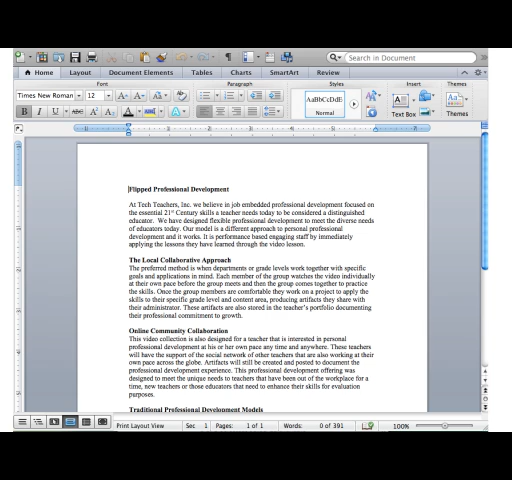 Search in Document
Home Layout Document Elements Tables Charts SmartArt Review
Font Paragraph Styles Insert Themes
Times New Roman 12 A A Aa
AaBbCcDdE
Normal
B I U ABC A² A₂ A ABC A
Text Box Themes
Flipped Professional Development
At Tech Teachers, Inc. we believe in job embedded professional development focused on
the essential 21st Century skills a teacher needs today to be considered a distinguished
educator. We have designed flexible professional development to meet the diverse needs
of educators today. Our model is a different approach to personal professional
development and it works. It is performance based engaging staff by immediately
applying the lessons they have learned through the video lesson.
The Local Collaborative Approach
The preferred method is when departments or grade levels work together with specific
goals and applications in mind. Each member of the group watches the video individually
at their own pace before the group meets and then the group comes together to practice
the skills. Once the group members are comfortable they work on a project to apply the
skills to their specific grade level and content area, producing artifacts they share with
their administrator. These artifacts are also stored in the teacher's portfolio documenting
their professional commitment to growth.
Online Community Collaboration
This video collection is also designed for a teacher that is interested in personal
professional development at his or her own pace any time and anywhere. These teachers
will have the support of the social network of other teachers that are also working at their
own pace across the globe. Artifacts will still be created and posted to document the
professional development experience. This professional development offering was
designed to meet the unique needs to teachers that have been out of the workplace for a
time, new teachers or those educators that need to enhance their skills for evaluation
purposes.
Traditional Professional Development Models
Print Layout View Sec 1 Pages: 1 of 1 Words: 0 of 391 100%